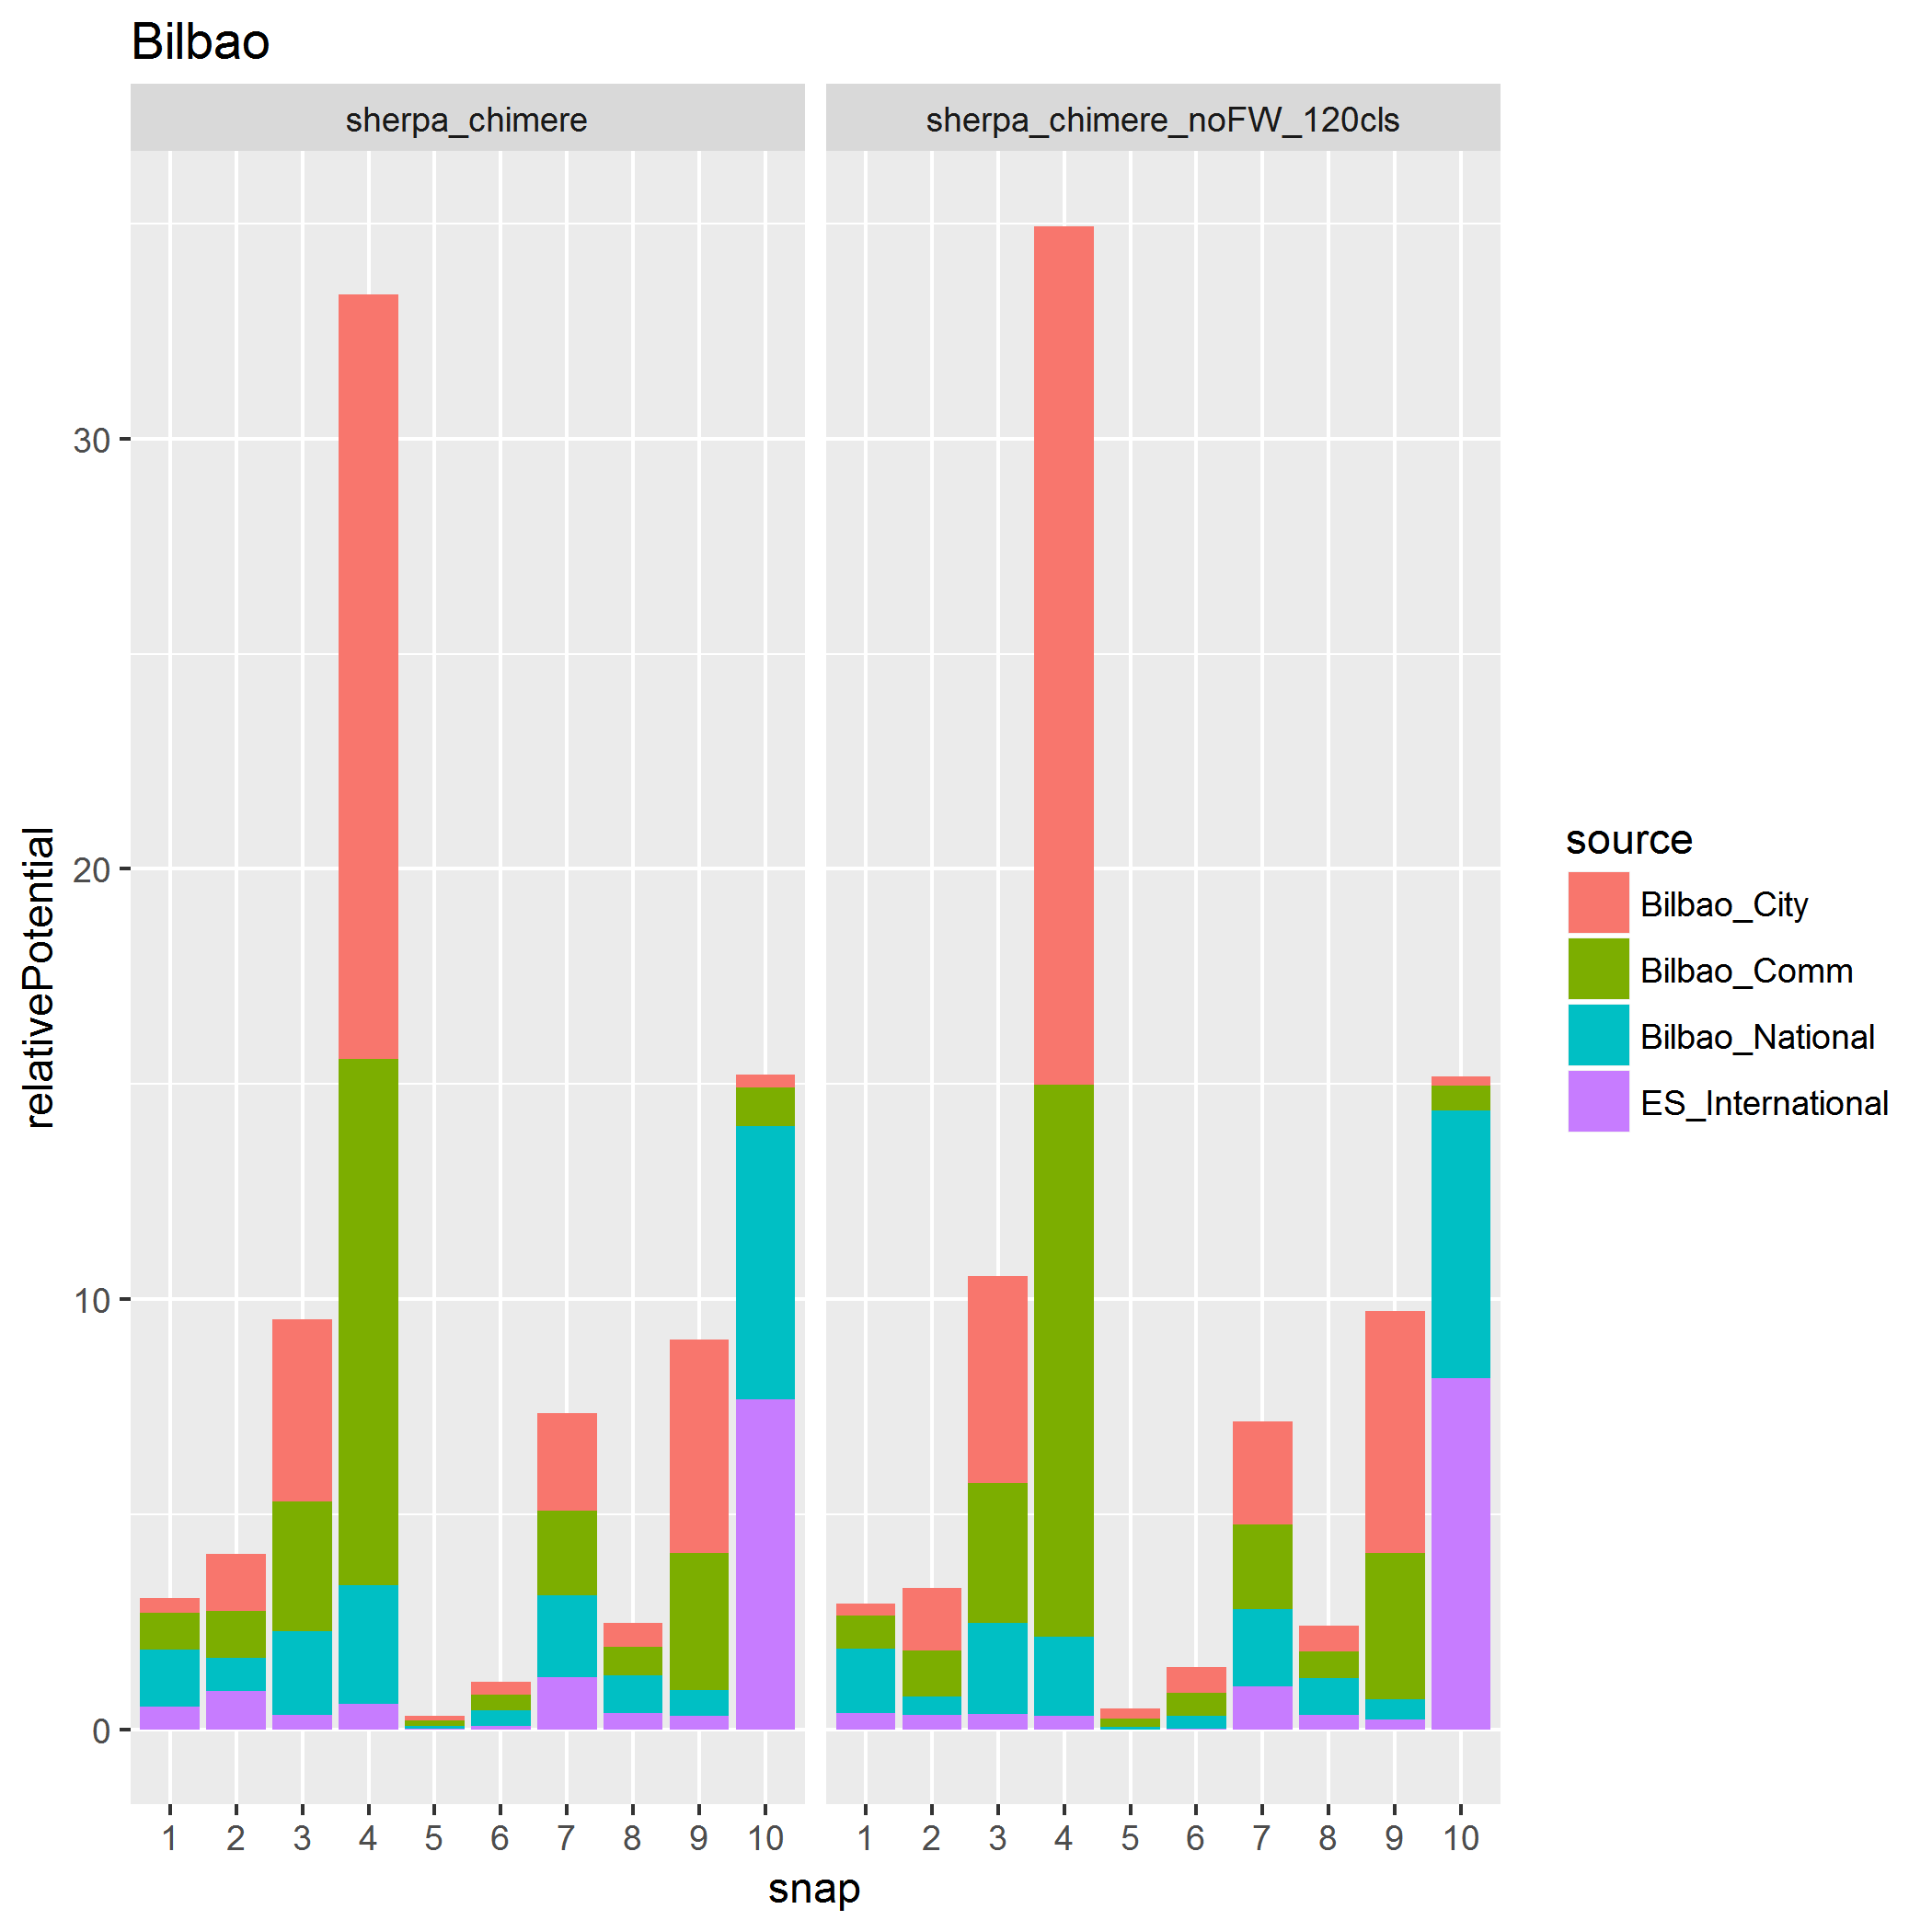 Bilbao
sherpa_chimere
sherpa_chimere_noFW_120cls
relativePotential
30
20
10
0
1 2 3 4 5 6 7 8 9 10
1 2 3 4 5 6 7 8 9 10
snap
source
Bilbao_City
Bilbao_Comm
Bilbao_National
ES_International